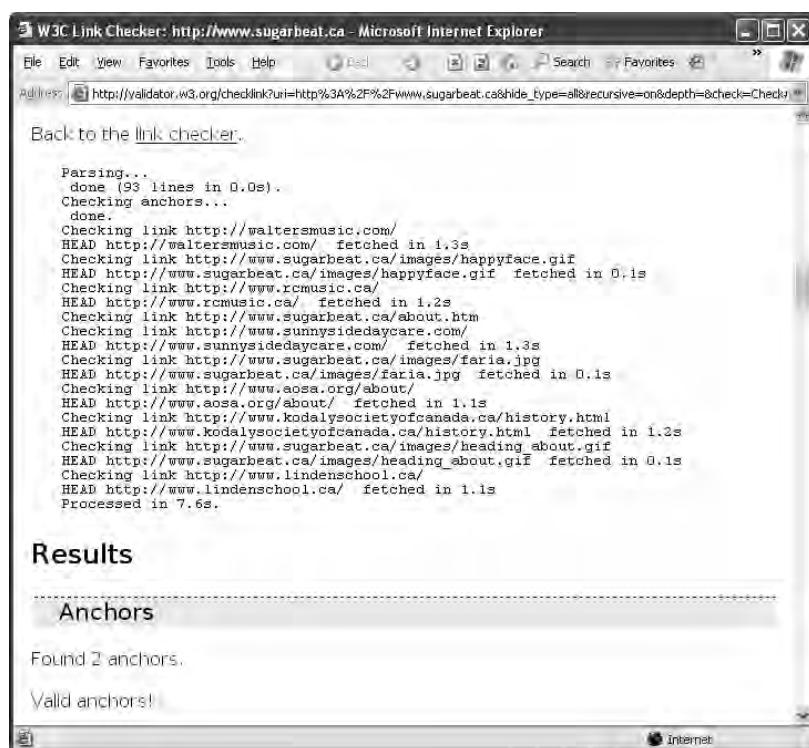 W3C Link Checker: http://www.sugarbeat.ca - Microsoft Internet Explorer
File Edit View Favorites Tools Help Back Search Favorites »
Address http://validator.w3.org/checklink?uri=http%3A%2F%2Fwww.sugarbeat.ca&hide_type=all&recursive=on&depth=&check=Check
Back to the link checker.
Parsing...
done (93 lines in 0.0s).
Checking anchors...
done.
Checking link http://waltersmusic.com/
HEAD http://waltersmusic.com/ fetched in 1.3s
Checking link http://www.sugarbeat.ca/images/happyface.gif
HEAD http://www.sugarbeat.ca/images/happyface.gif fetched in 0.1s
Checking link http://www.rcmusic.ca/
HEAD http://www.rcmusic.ca/ fetched in 1.2s
Checking link http://www.sugarbeat.ca/about.htm
Checking link http://www.sunnysidedaycare.com/
HEAD http://www.sunnysidedaycare.com/ fetched in 1.3s
Checking link http://www.sugarbeat.ca/images/faria.jpg
HEAD http://www.sugarbeat.ca/images/faria.jpg fetched in 0.1s
Checking link http://www.aosa.org/about/
HEAD http://www.aosa.org/about/ fetched in 1.1s
Checking link http://www.kodalysocietyofcanada.ca/history.html
HEAD http://www.kodalysocietyofcanada.ca/history.html fetched in 1.2s
Checking link http://www.sugarbeat.ca/images/heading_about.gif
HEAD http://www.sugarbeat.ca/images/heading_about.gif fetched in 0.1s
Checking link http://www.lindenschool.ca/
HEAD http://www.lindenschool.ca/ fetched in 1.1s
Processed in 7.6s.
Results
Anchors
Found 2 anchors.
Valid anchors!
Internet